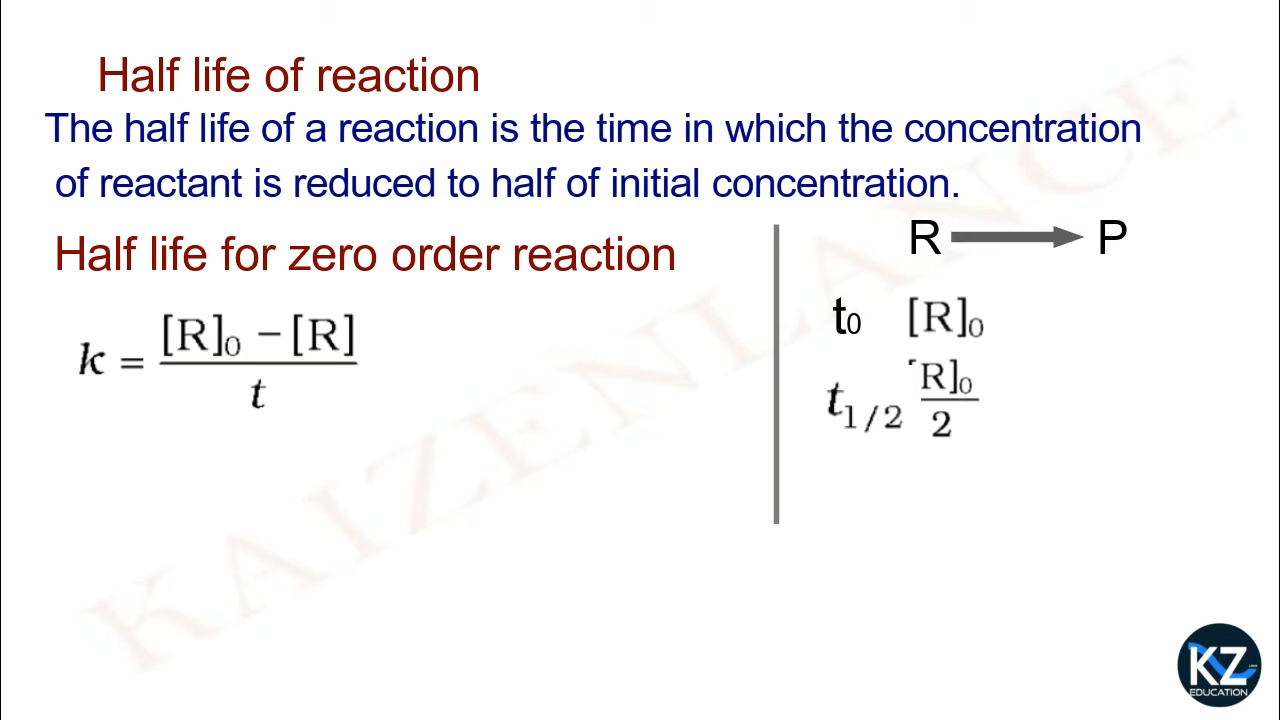 Half life of reaction
The half life of a reaction is the time in which the concentration
of reactant is reduced to half of initial concentration.
Half life for zero order reaction
k = [R]₀ − [R] / t
R → P
t₀ [R]₀
t₁/₂ [R]₀ / 2
KAIZENLANCE
KZ
EDUCATION